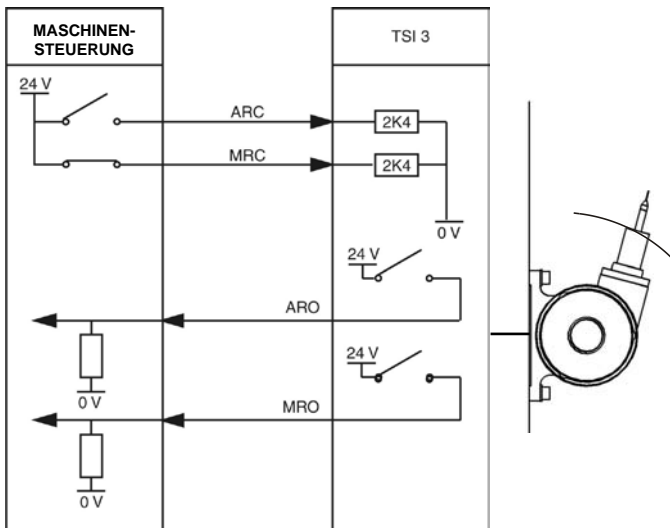 MASCHINEN-
STEUERUNG
TSI 3
24 V
ARC
2K4
MRC
2K4
0 V
24 V
ARO
0 V
24 V
MRO
0 V